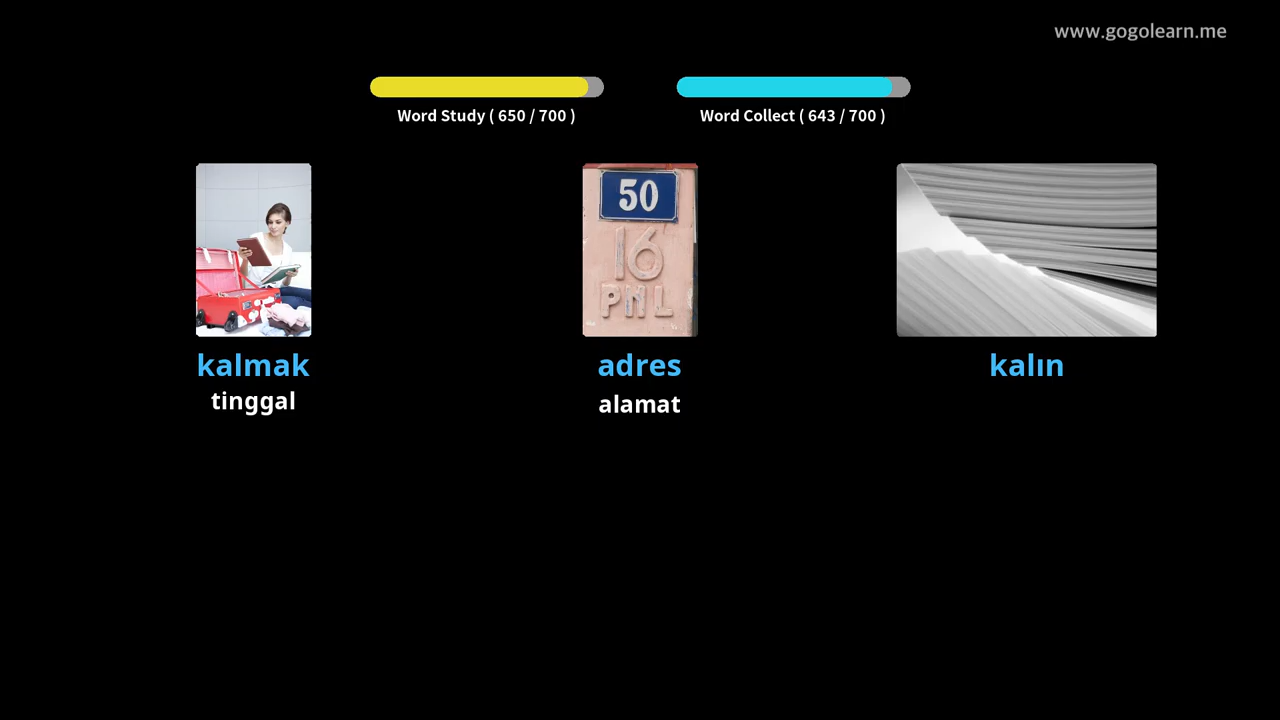 www.gogolearn.me
Word Study ( 650 / 700 )
Word Collect ( 643 / 700 )
50
16
PNL
kalmak
adres
kalın
tinggal
alamat